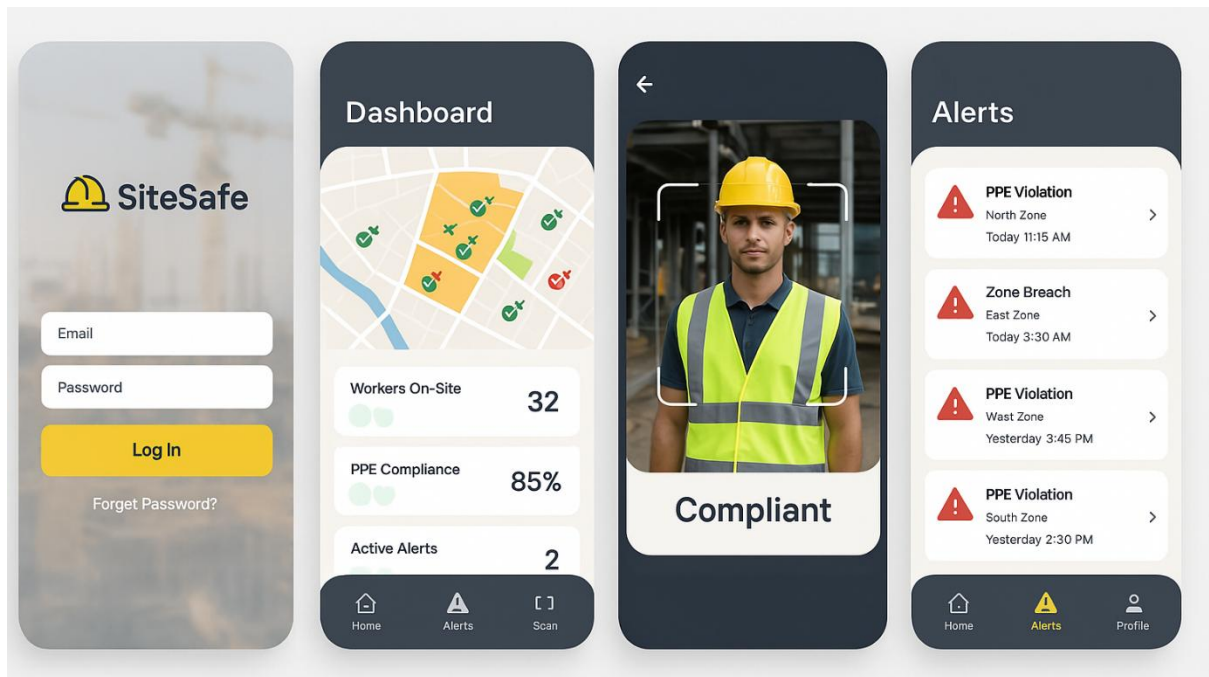 SiteSafe
Email
Password
Log In
Forget Password?
Dashboard
Workers On-Site
32
PPE Compliance
85%
Active Alerts
2
Home
Alerts
Scan
Compliant
Alerts
PPE Violation
North Zone
Today 11:15 AM
Zone Breach
East Zone
Today 3:30 AM
PPE Violation
Wast Zone
Yesterday 3:45 PM
PPE Violation
South Zone
Yesterday 2:30 PM
Home
Alerts
Profile